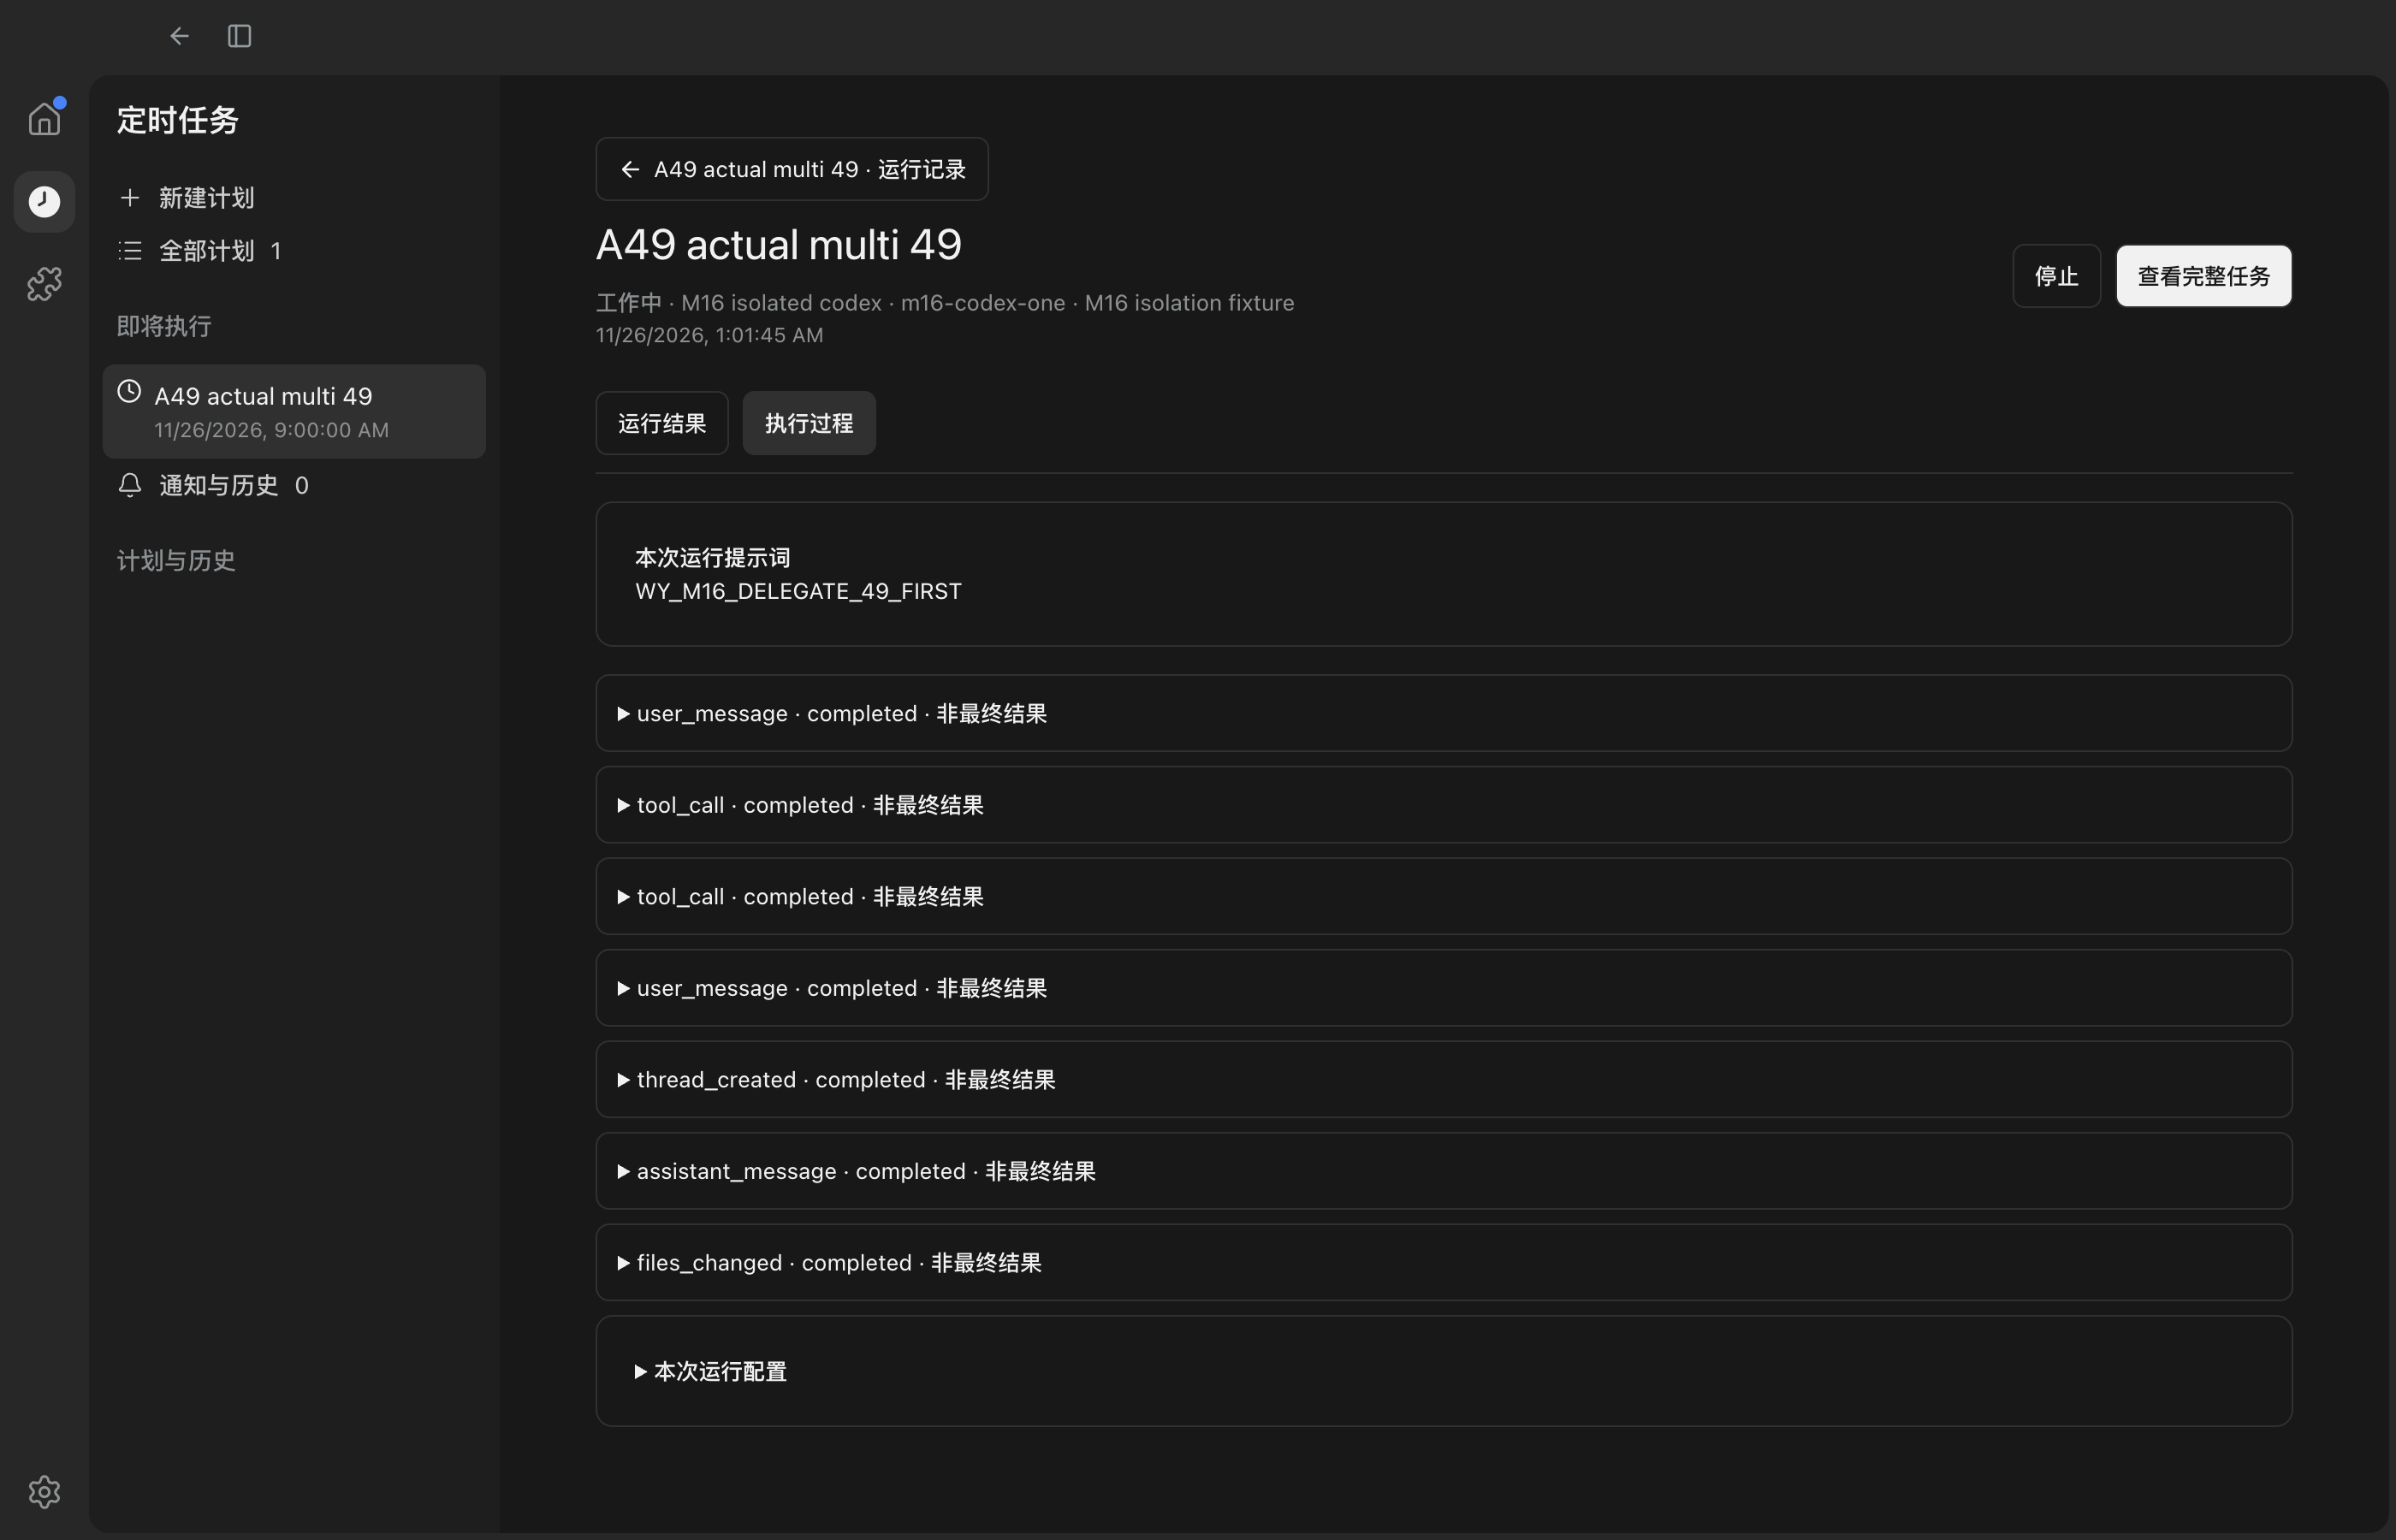 定时任务
新建计划
全部计划 1
即将执行
A49 actual multi 49
11/26/2026, 9:00:00 AM
通知与历史 0
计划与历史
A49 actual multi 49 · 运行记录
A49 actual multi 49
工作中 · M16 isolated codex · m16-codex-one · M16 isolation fixture
11/26/2026, 1:01:45 AM
停止
查看完整任务
运行结果
执行过程
本次运行提示词
WY_M16_DELEGATE_49_FIRST
user_message · completed · 非最终结果
tool_call · completed · 非最终结果
tool_call · completed · 非最终结果
user_message · completed · 非最终结果
thread_created · completed · 非最终结果
assistant_message · completed · 非最终结果
files_changed · completed · 非最终结果
本次运行配置